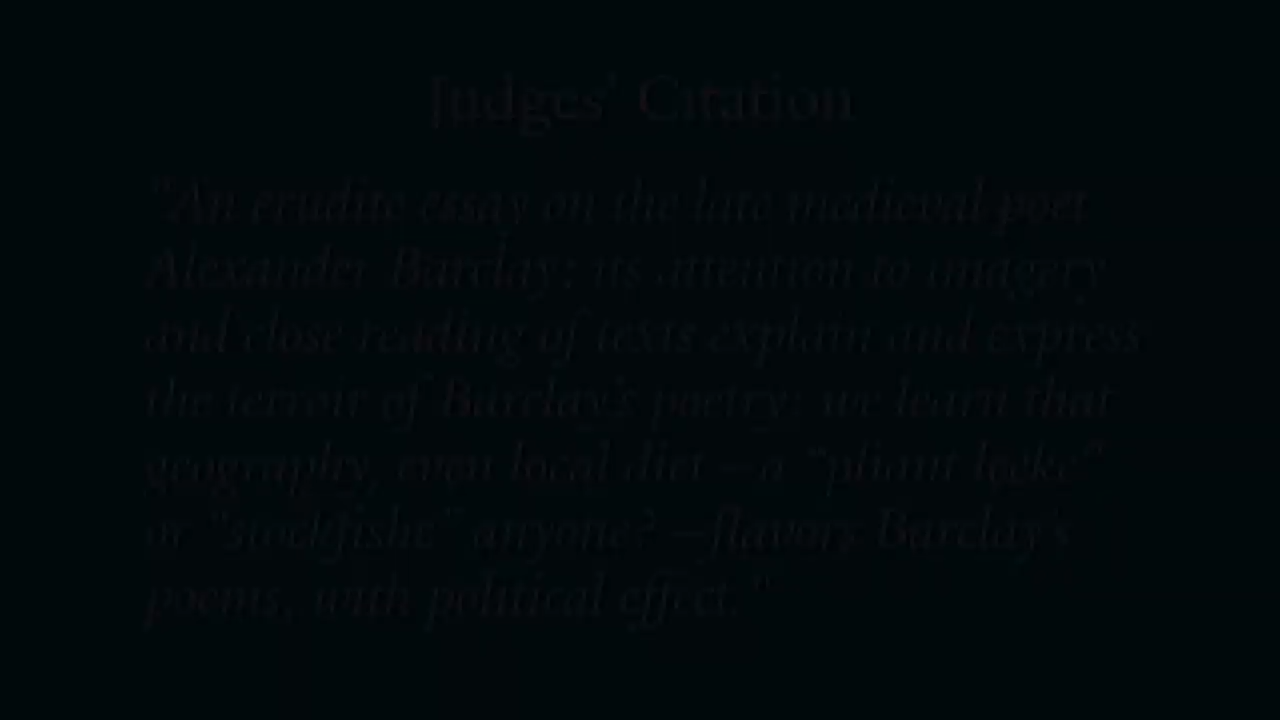 Judges' Citation
"An erudite essay on the late medieval poet
Alexander Barclay: its attention to imagery
and close reading of texts explain and express
the terroir of Barclay's poetry; we learn that
geography, even local diet—a "pliant leeke"
or "stockfishe" anyone?—flavors Barclay's
poems, with political effect."